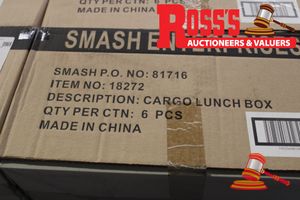 QTY PER CTN: 6 PCS
MADE IN CHINA
ROSS'S
AUCTIONEERS & VALUERS
SMASH ENTERPRISES
SMASH P.O. NO: 81716
ITEM NO: 18272
DESCRIPTION: CARGO LUNCH BOX
QTY PER CTN: 6 PCS
MADE IN CHINA